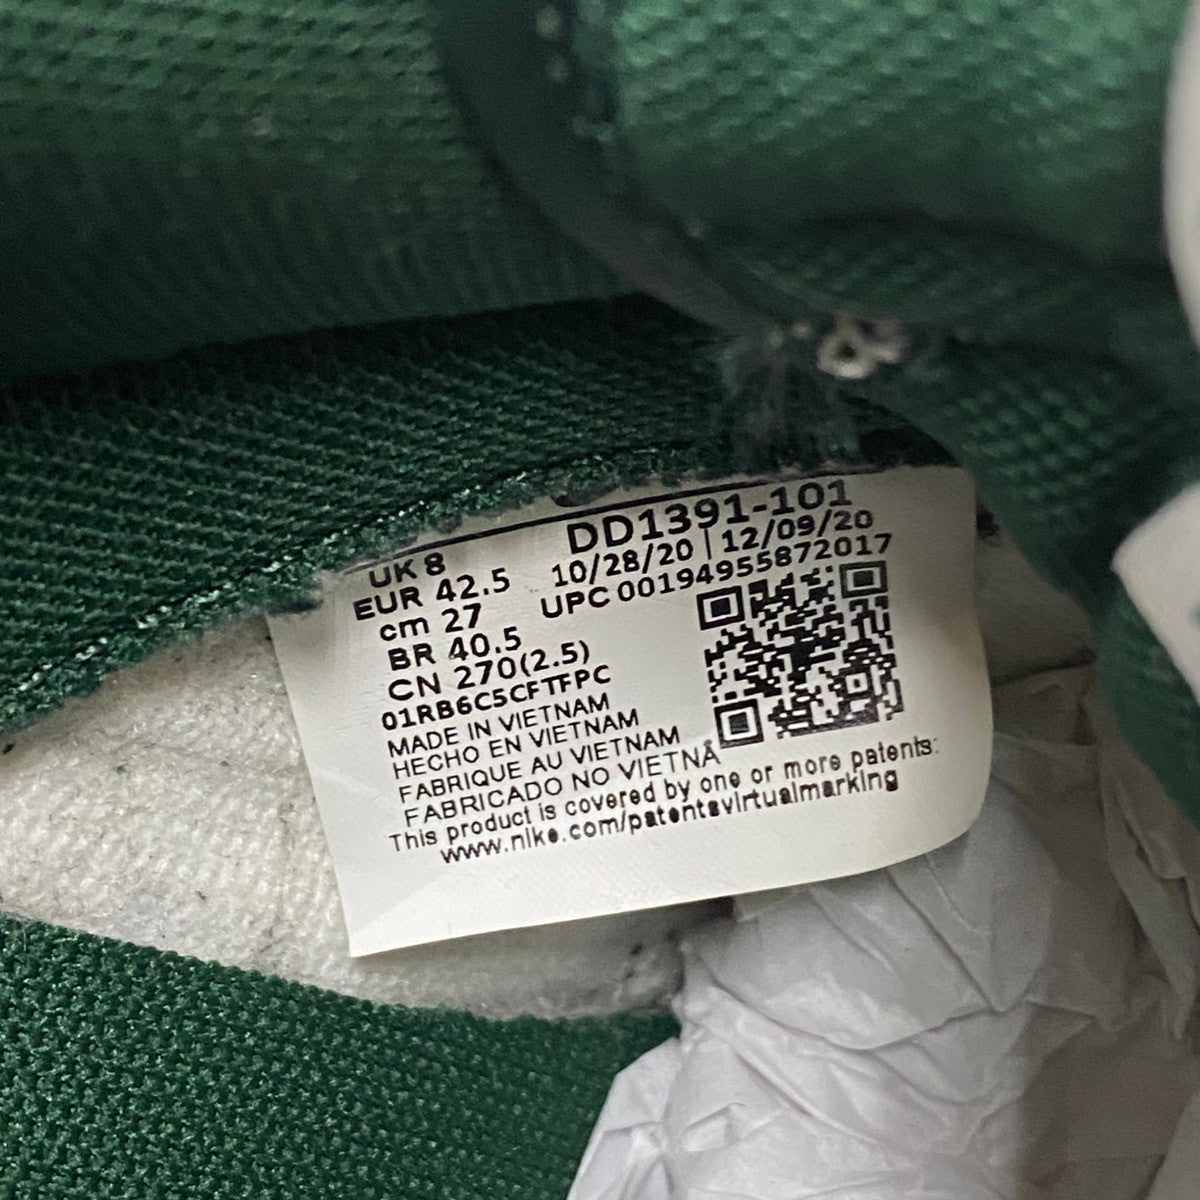 UK 8
EUR 42.5
cm 27
BR 40.5
CN 270(2.5)
DD1391-101
10/28/20 | 12/09/20
UPC 00194955872017
01RB6C5CFTFPC
MADE IN VIETNAM
HECHO EN VIETNAM
FABRIQUE AU VIETNAM
FABRICADO NO VIETNÃ
This product is covered by one or more patents:
www.nike.com/patentsvirtualmarking